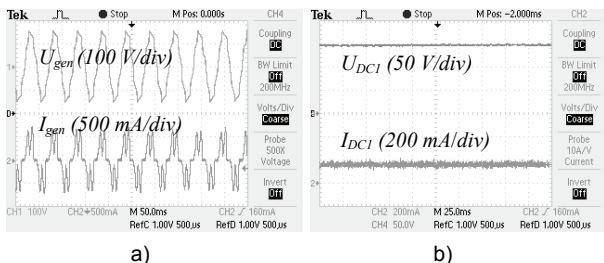 Tek Stop M Pos: 0.000s CH4
Coupling
DC
BW Limit
Off
200MHz
Volts/Div
Coarse
Probe
500X
Voltage
Invert
Off
Ugen (100 V/div)
Igen (500 mA/div)
1
2
CH1 100V CH2 500mA M 50.0ms CH2 160mA
RefC 1.00V 500µs RefD 1.00V 500µs
a)
Tek Stop M Pos: -2.000ms CH2
Coupling
DC
BW Limit
Off
200MHz
Volts/Div
Coarse
Probe
10A/V
Current
Invert
Off
UDC1 (50 V/div)
IDC1 (200 mA/div)
2
CH2 200mA M 25.0ms CH2 160mA
CH4 50.0V RefC 1.00V 500µs RefD 1.00V 500µs
b)